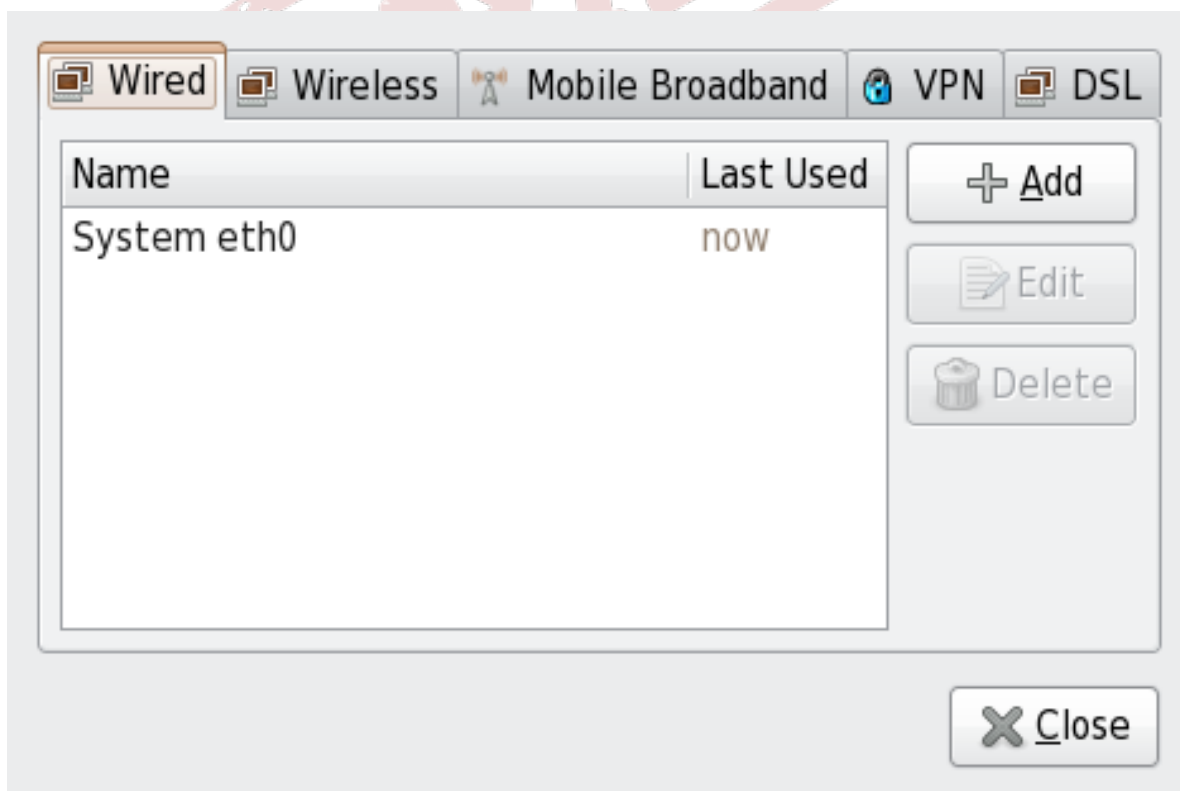 Wired Wireless Mobile Broadband VPN DSL
Name Last Used
System eth0 now
Add
Edit
Delete
Close